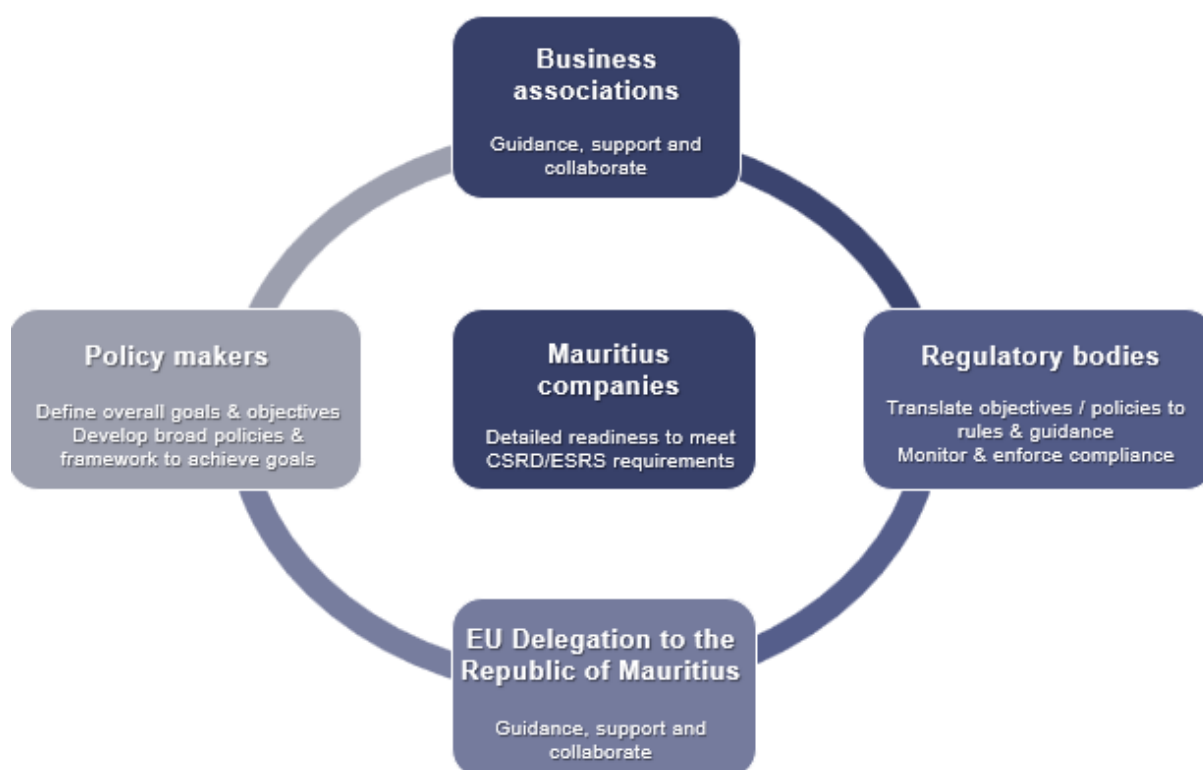 Business
associations
Guidance, support and
collaborate
Policy makers
Define overall goals & objectives
Develop broad policies &
framework to achieve goals
Mauritius
companies
Detailed readiness to meet
CSRD/ESRS requirements
Regulatory bodies
Translate objectives / policies to
rules & guidance
Monitor & enforce compliance
EU Delegation to the
Republic of Mauritius
Guidance, support and
collaborate